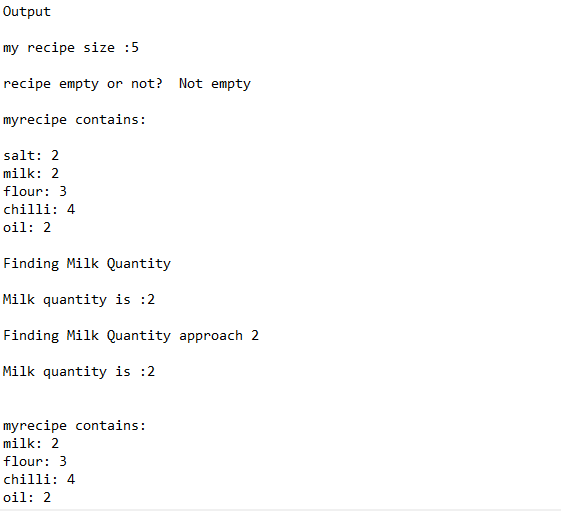 Output
my recipe size :5
recipe empty or not?  Not empty
myrecipe contains:
salt: 2
milk: 2
flour: 3
chilli: 4
oil: 2
Finding Milk Quantity
Milk quantity is :2
Finding Milk Quantity approach 2
Milk quantity is :2
myrecipe contains:
milk: 2
flour: 3
chilli: 4
oil: 2